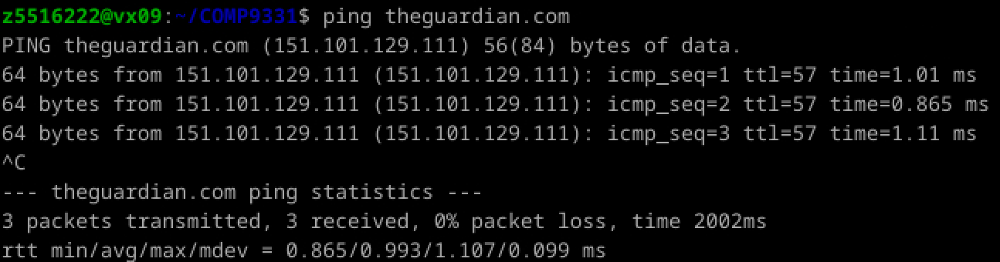 z5516222@vx09:~/COMP9331$ ping theguardian.com
PING theguardian.com (151.101.129.111) 56(84) bytes of data.
64 bytes from 151.101.129.111 (151.101.129.111): icmp_seq=1 ttl=57 time=1.01 ms
64 bytes from 151.101.129.111 (151.101.129.111): icmp_seq=2 ttl=57 time=0.865 ms
64 bytes from 151.101.129.111 (151.101.129.111): icmp_seq=3 ttl=57 time=1.11 ms
^C
--- theguardian.com ping statistics ---
3 packets transmitted, 3 received, 0% packet loss, time 2002ms
rtt min/avg/max/mdev = 0.865/0.993/1.107/0.099 ms